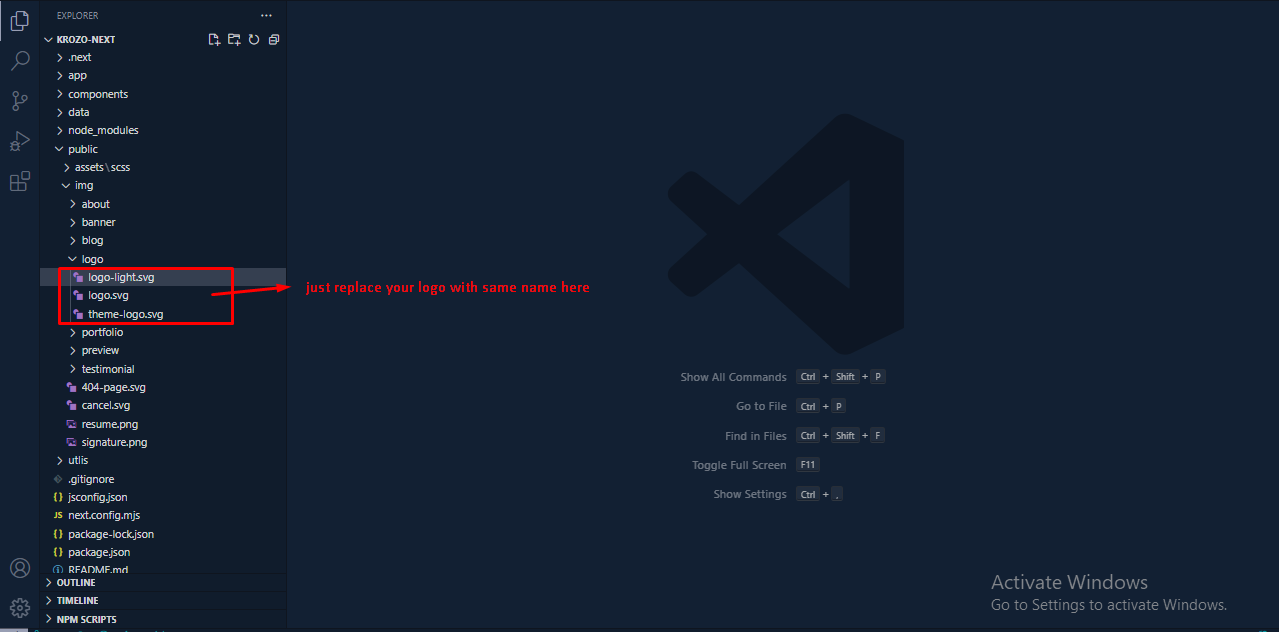 EXPLORER
KROZO-NEXT
.next
app
components
data
node_modules
public
assets\scss
img
about
banner
blog
logo
logo-light.svg
logo.svg
theme-logo.svg
portfolio
preview
testimonial
404-page.svg
cancel.svg
resume.png
signature.png
utlis
.gitignore
{} jsconfig.json
JS next.config.mjs
{} package-lock.json
{} package.json
README.md
OUTLINE
TIMELINE
NPM SCRIPTS
just replace your logo with same name here
Show All Commands Ctrl + Shift + P
Go to File Ctrl + P
Find in Files Ctrl + Shift + F
Toggle Full Screen F11
Show Settings Ctrl + .
Activate Windows
Go to Settings to activate Windows.